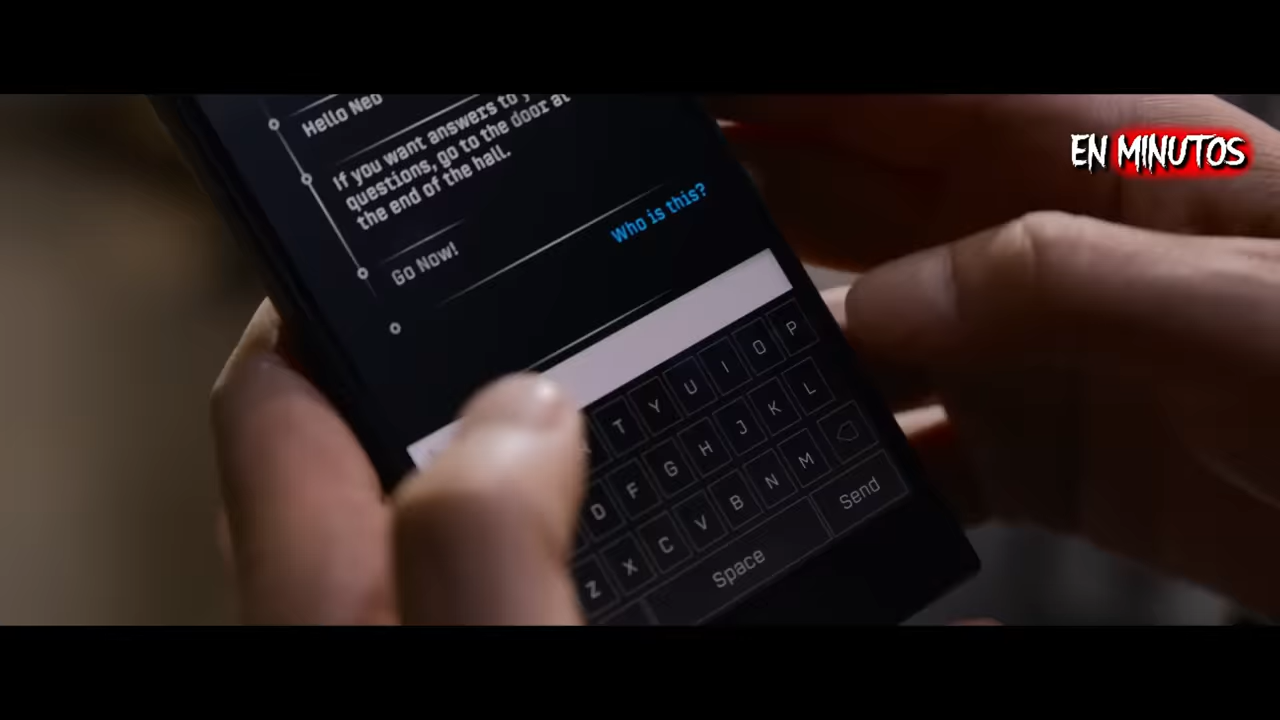 EN MINUTOS
Hello Neo
If you want answers to
questions, go to the door at
the end of the hall.
Go Now!
Who is this?
T Y U I O P
D F G H J K L
Z X C V B N M
Space Send